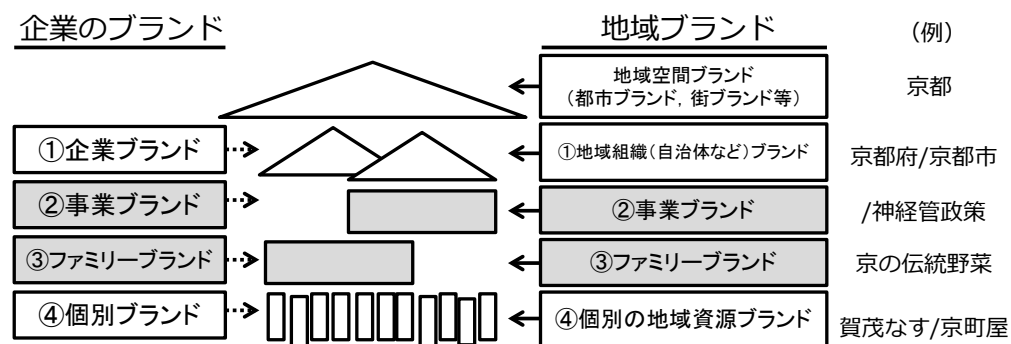 企業のブランド
地域ブランド
(例)
地域空間ブランド
(都市ブランド, 街ブランド等)
京都
①企業ブランド
①地域組織(自治体など)ブランド
京都府/京都市
②事業ブランド
②事業ブランド
/神経管政策
③ファミリーブランド
③ファミリーブランド
京の伝統野菜
④個別ブランド
④個別の地域資源ブランド
賀茂なす/京町屋